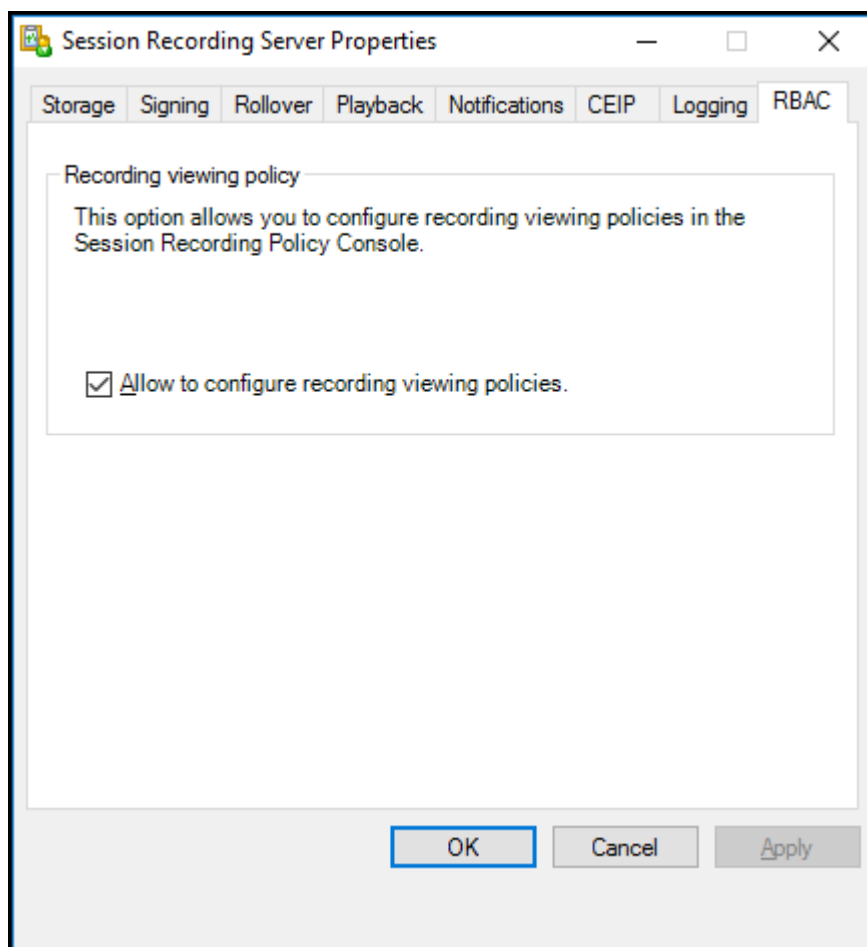 Session Recording Server Properties
Storage Signing Rollover Playback Notifications CEIP Logging RBAC
Recording viewing policy
This option allows you to configure recording viewing policies in the
Session Recording Policy Console.
Allow to configure recording viewing policies.
OK Cancel Apply